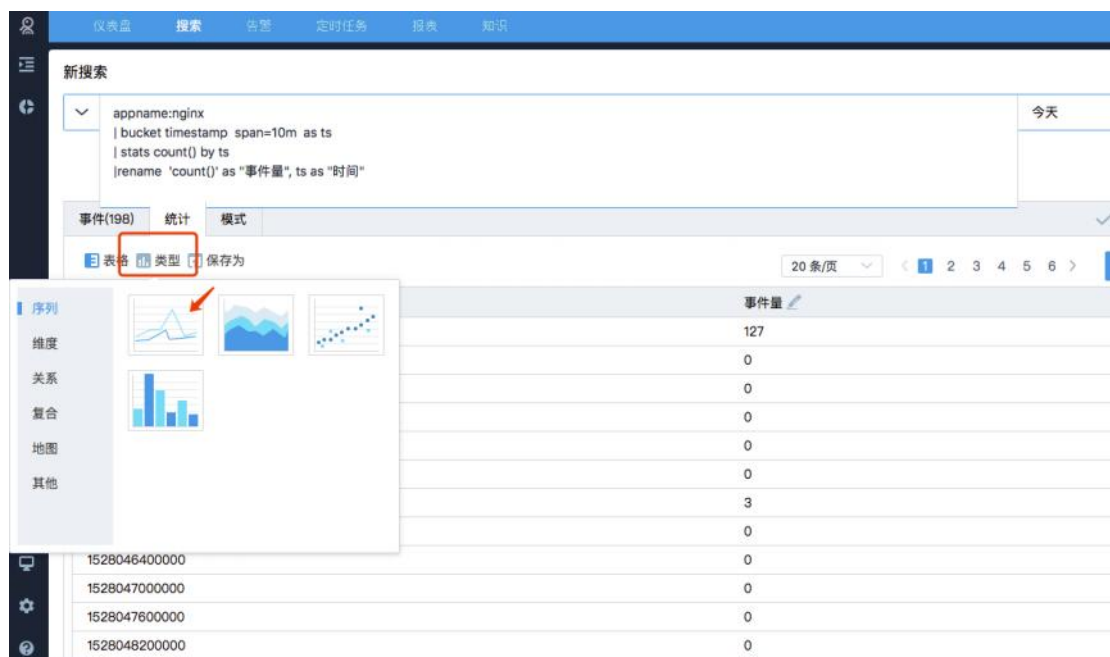 仪表盘 搜索 告警 定时任务 报表 知识
新搜索
appname:nginx
| bucket timestamp span=10m as ts
| stats count() by ts
|rename 'count()' as "事件量", ts as "时间"
今天
事件(198) 统计 模式
表格 类型 保存为
20 条/页 1 2 3 4 5 6
序列
维度
关系
复合
地图
其他
事件量
127
0
0
0
0
0
3
0
1528046400000 0
1528047000000 0
1528047600000 0
1528048200000 0